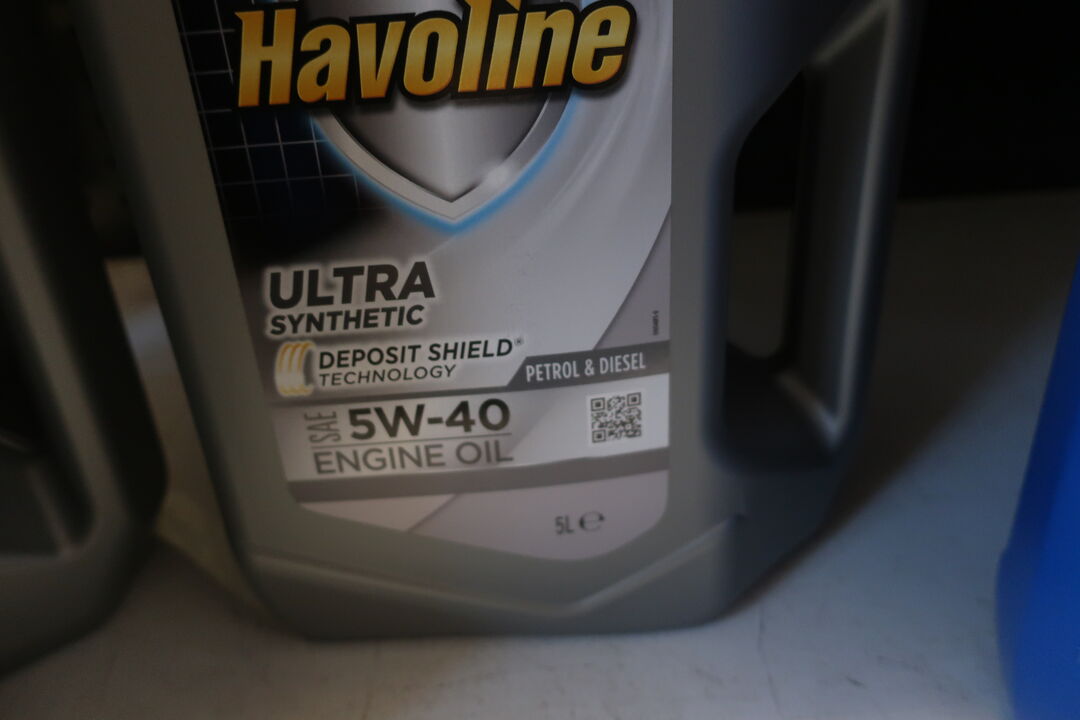 Havoline
ULTRA
SYNTHETIC
DEPOSIT SHIELD®
TECHNOLOGY
PETROL & DIESEL
SAE 5W-40
ENGINE OIL
5L ℮